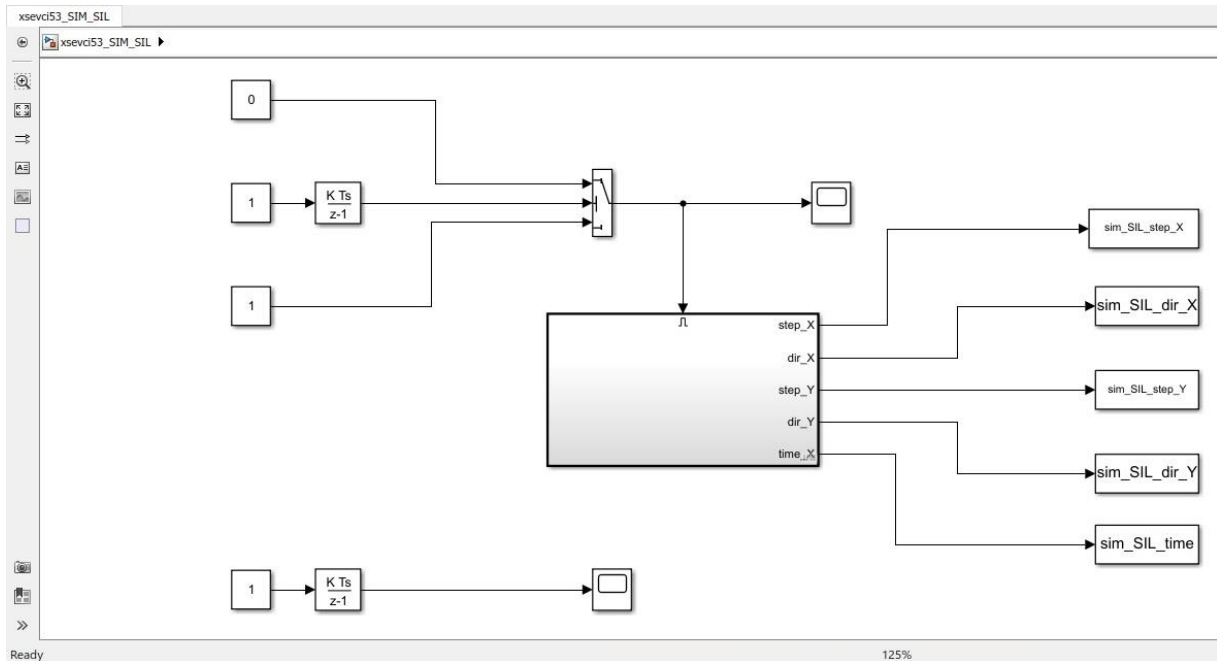 xsevci53_SIM_SIL
xsevci53_SIM_SIL
0
1
K Ts
z-1
1
step_X
dir_X
step_Y
dir_Y
time_X
sim_SIL_step_X
sim_SIL_dir_X
sim_SIL_step_Y
sim_SIL_dir_Y
sim_SIL_time
1
K Ts
z-1
Ready
125%